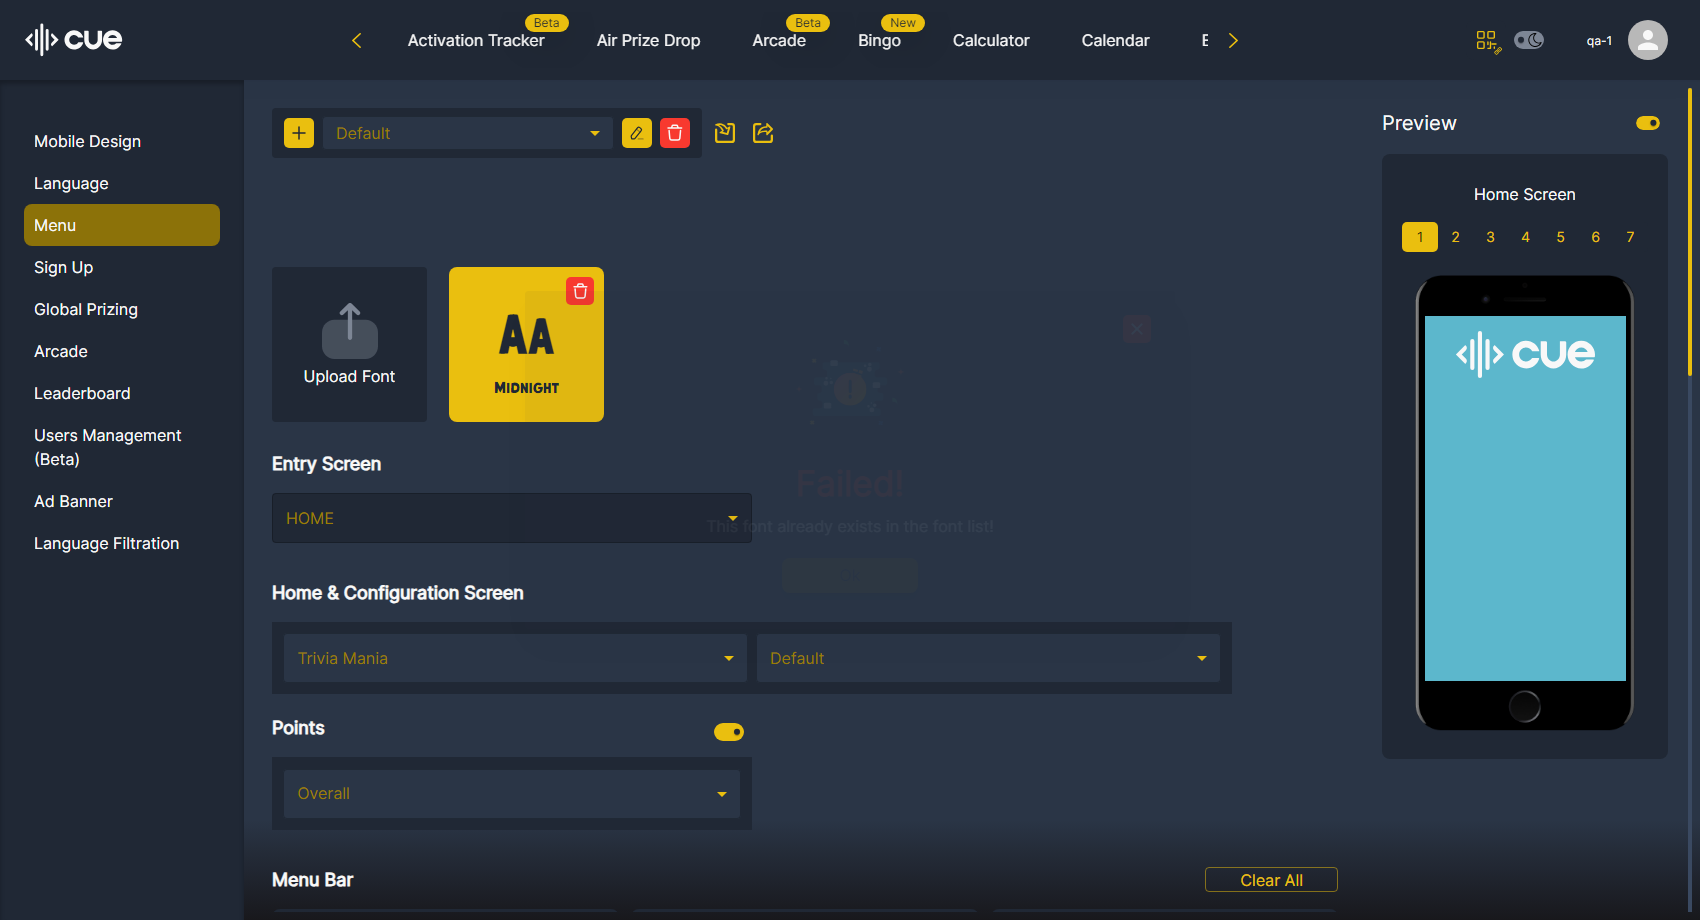 cue
Activation Tracker
Beta
Air Prize Drop
Arcade
Beta
Bingo
New
Calculator
Calendar
qa-1
Mobile Design
Language
Menu
Sign Up
Global Prizing
Arcade
Leaderboard
Users Management
(Beta)
Ad Banner
Language Filtration
Default
Upload Font
AA
MIDNIGHT
Failed!
This font already exists in the font list!
Entry Screen
HOME
Home & Configuration Screen
Trivia Mania
Default
Points
Overall
Menu Bar
Clear All
Preview
Home Screen
1 2 3 4 5 6 7
cue